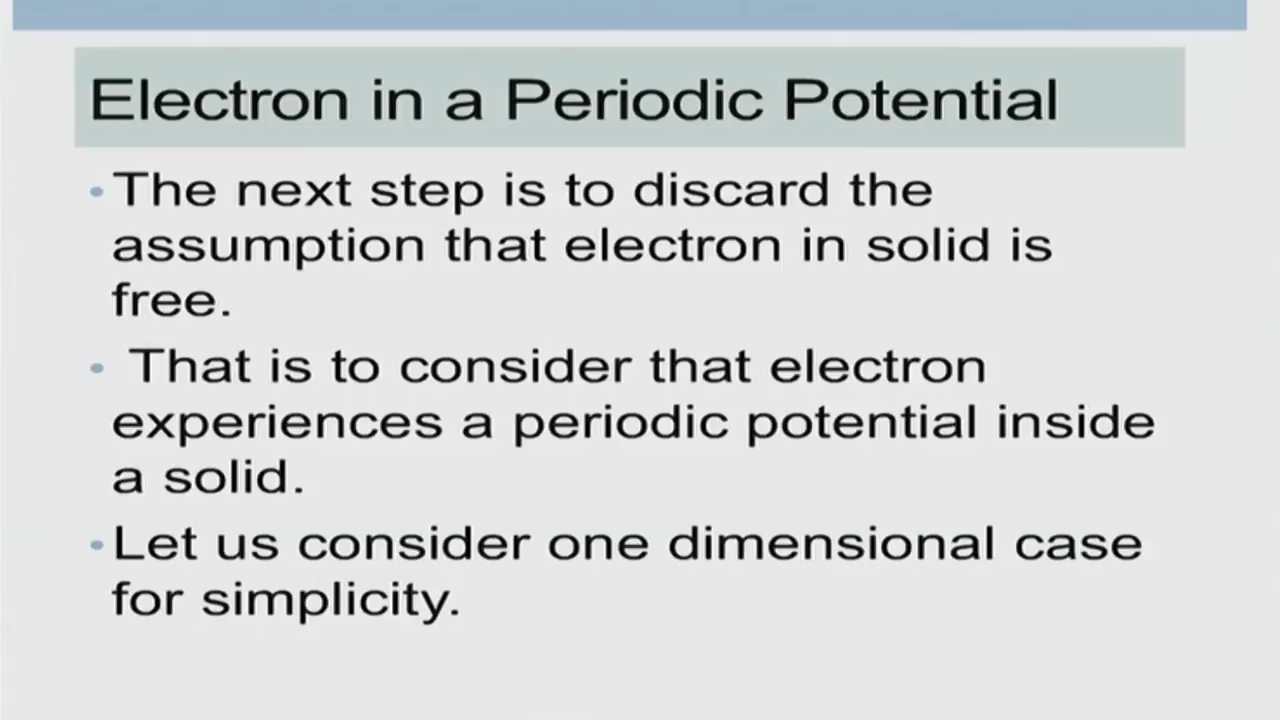 Electron in a Periodic Potential
•The next step is to discard the
assumption that electron in solid is
free.
• That is to consider that electron
experiences a periodic potential inside
a solid.
•Let us consider one dimensional case
for simplicity.